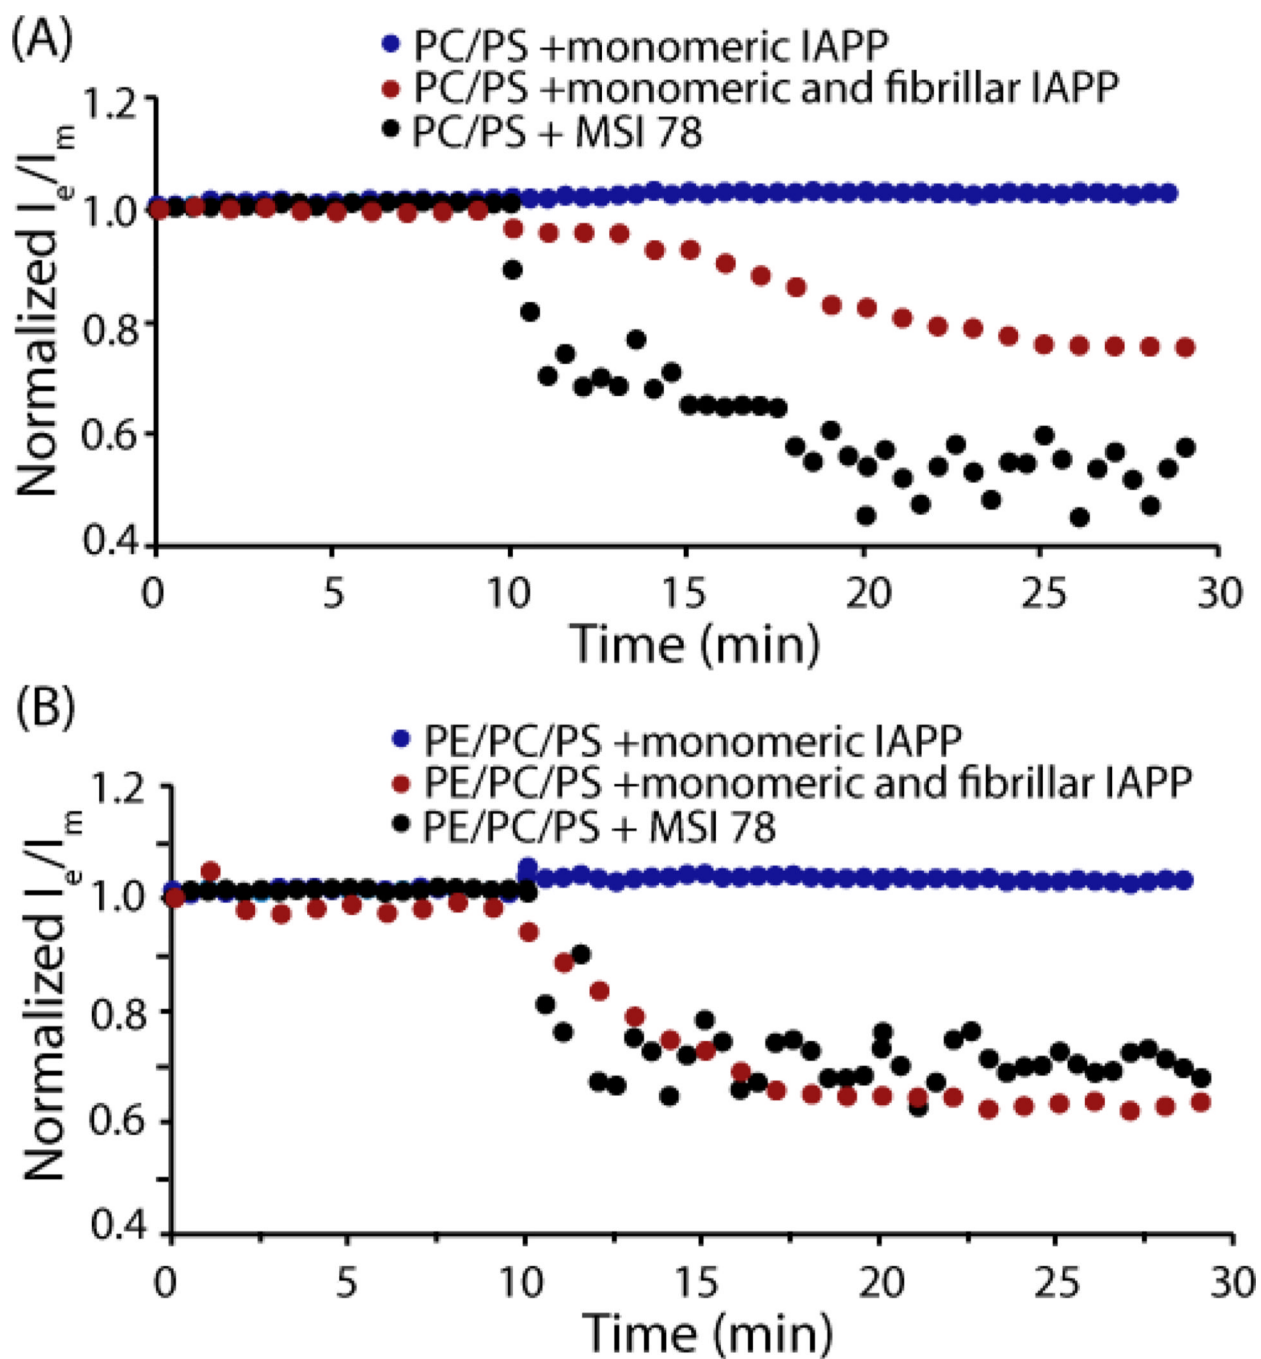 (A)
PC/PS +monomeric IAPP
PC/PS +monomeric and fibrillar IAPP
PC/PS + MSI 78
Normalized Ie/Im
1.2
1.0
0.8
0.6
0.4
0 5 10 15 20 25 30
Time (min)
(B)
PE/PC/PS +monomeric IAPP
PE/PC/PS +monomeric and fibrillar IAPP
PE/PC/PS + MSI 78
Normalized Ie/Im
1.2
1.0
0.8
0.6
0.4
0 5 10 15 20 25 30
Time (min)